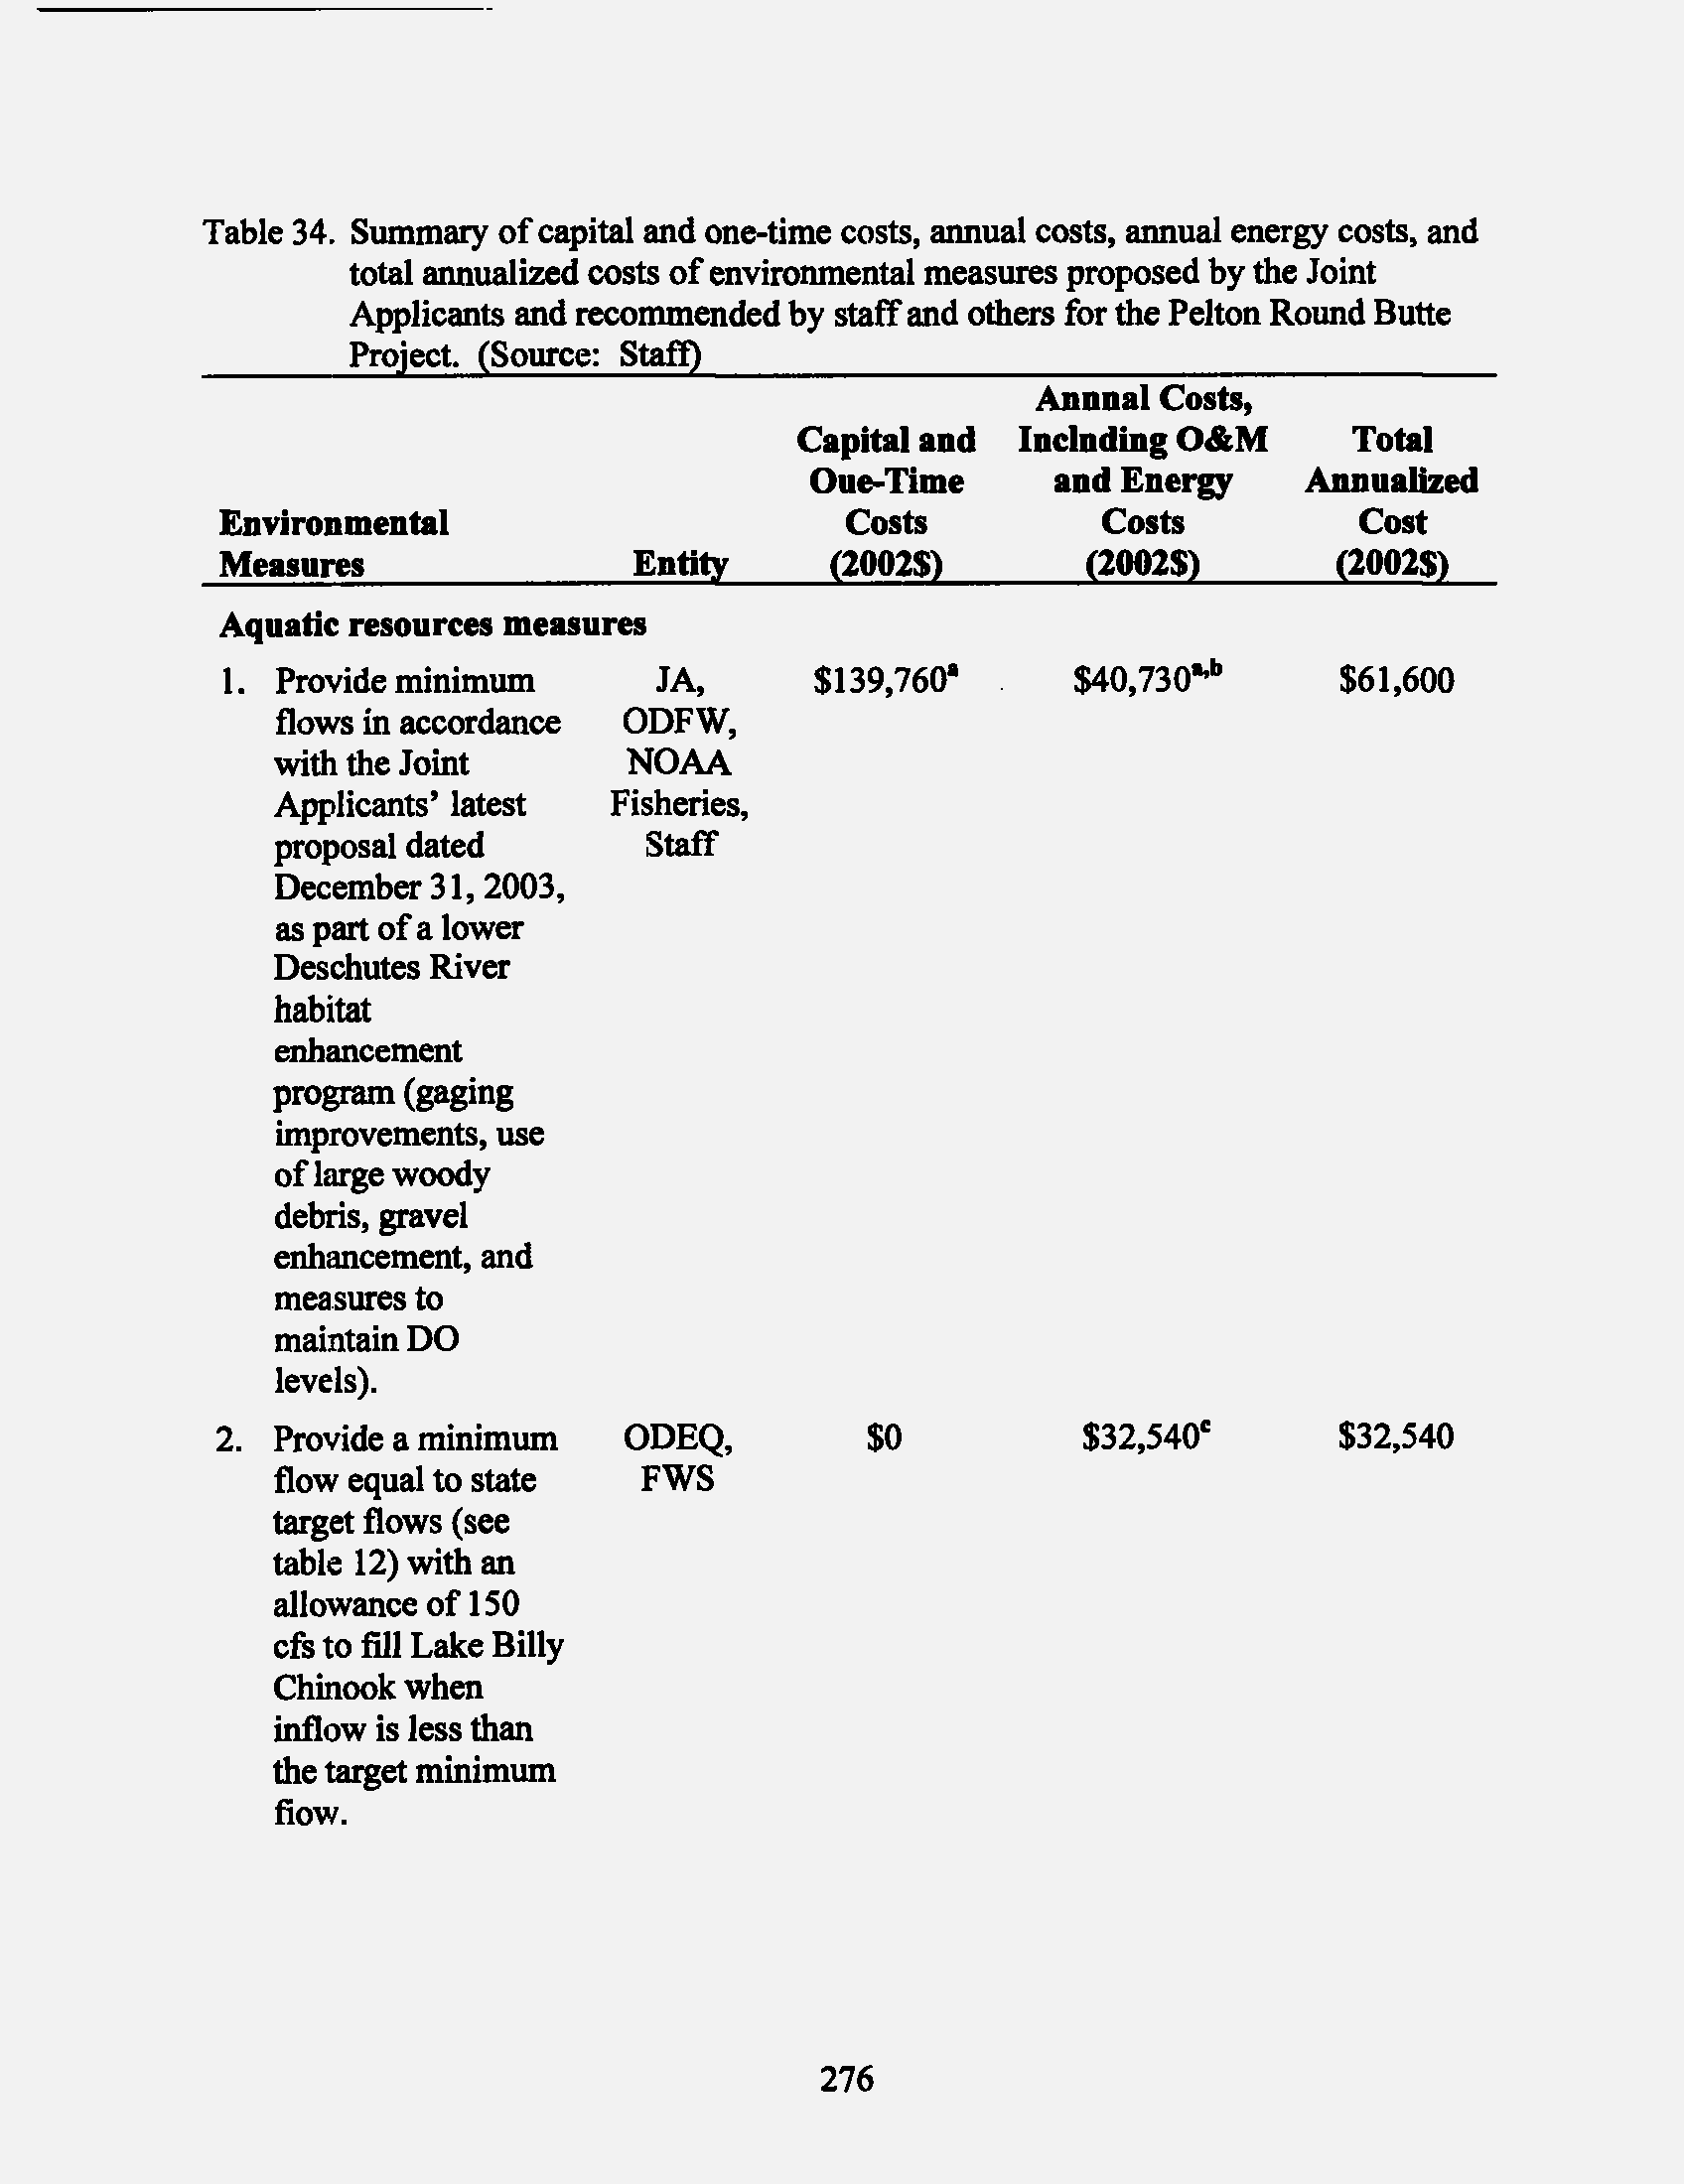 Table 34. Summary of capital and one-time costs, annual costs, annual energy costs, and
total annualized costs of environmental measures proposed by the Joint
Applicants and recommended by staff and others for the Pelton Round Butte
Project. (Source: Staff)
Annnal Costs,
Capital and Inclnding O&M Total
Oue-Time and Energy Annualized
Environmental Costs Costs Cost
Measures Entity (2002$) (2002$) (2002$)
Aquatic resources measures
1. Provide minimum JA, $139,760a $40,730a,b $61,600
flows in accordance ODFW,
with the Joint NOAA
Applicants' latest Fisheries,
proposal dated Staff
December 31, 2003,
as part of a lower
Deschutes River
habitat
enhancement
program (gaging
improvements, use
of large woody
debris, gravel
enhancement, and
measures to
maintain DO
levels).
2. Provide a minimum ODEQ, $0 $32,540c $32,540
flow equal to state FWS
target flows (see
table 12) with an
allowance of 150
cfs to fill Lake Billy
Chinook when
inflow is less than
the target minimum
fiow.
276